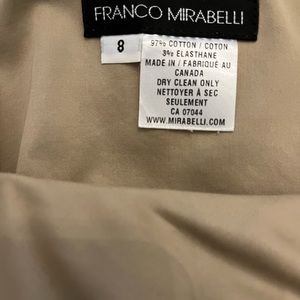 FRANCO MIRABELLI
8
97% COTTON / COTON
3% ELASTHANE
MADE IN / FABRIQUÉ AU
CANADA
DRY CLEAN ONLY
NETTOYER À SEC
SEULEMENT
CA 07044
WWW.MIRABELLI.COM